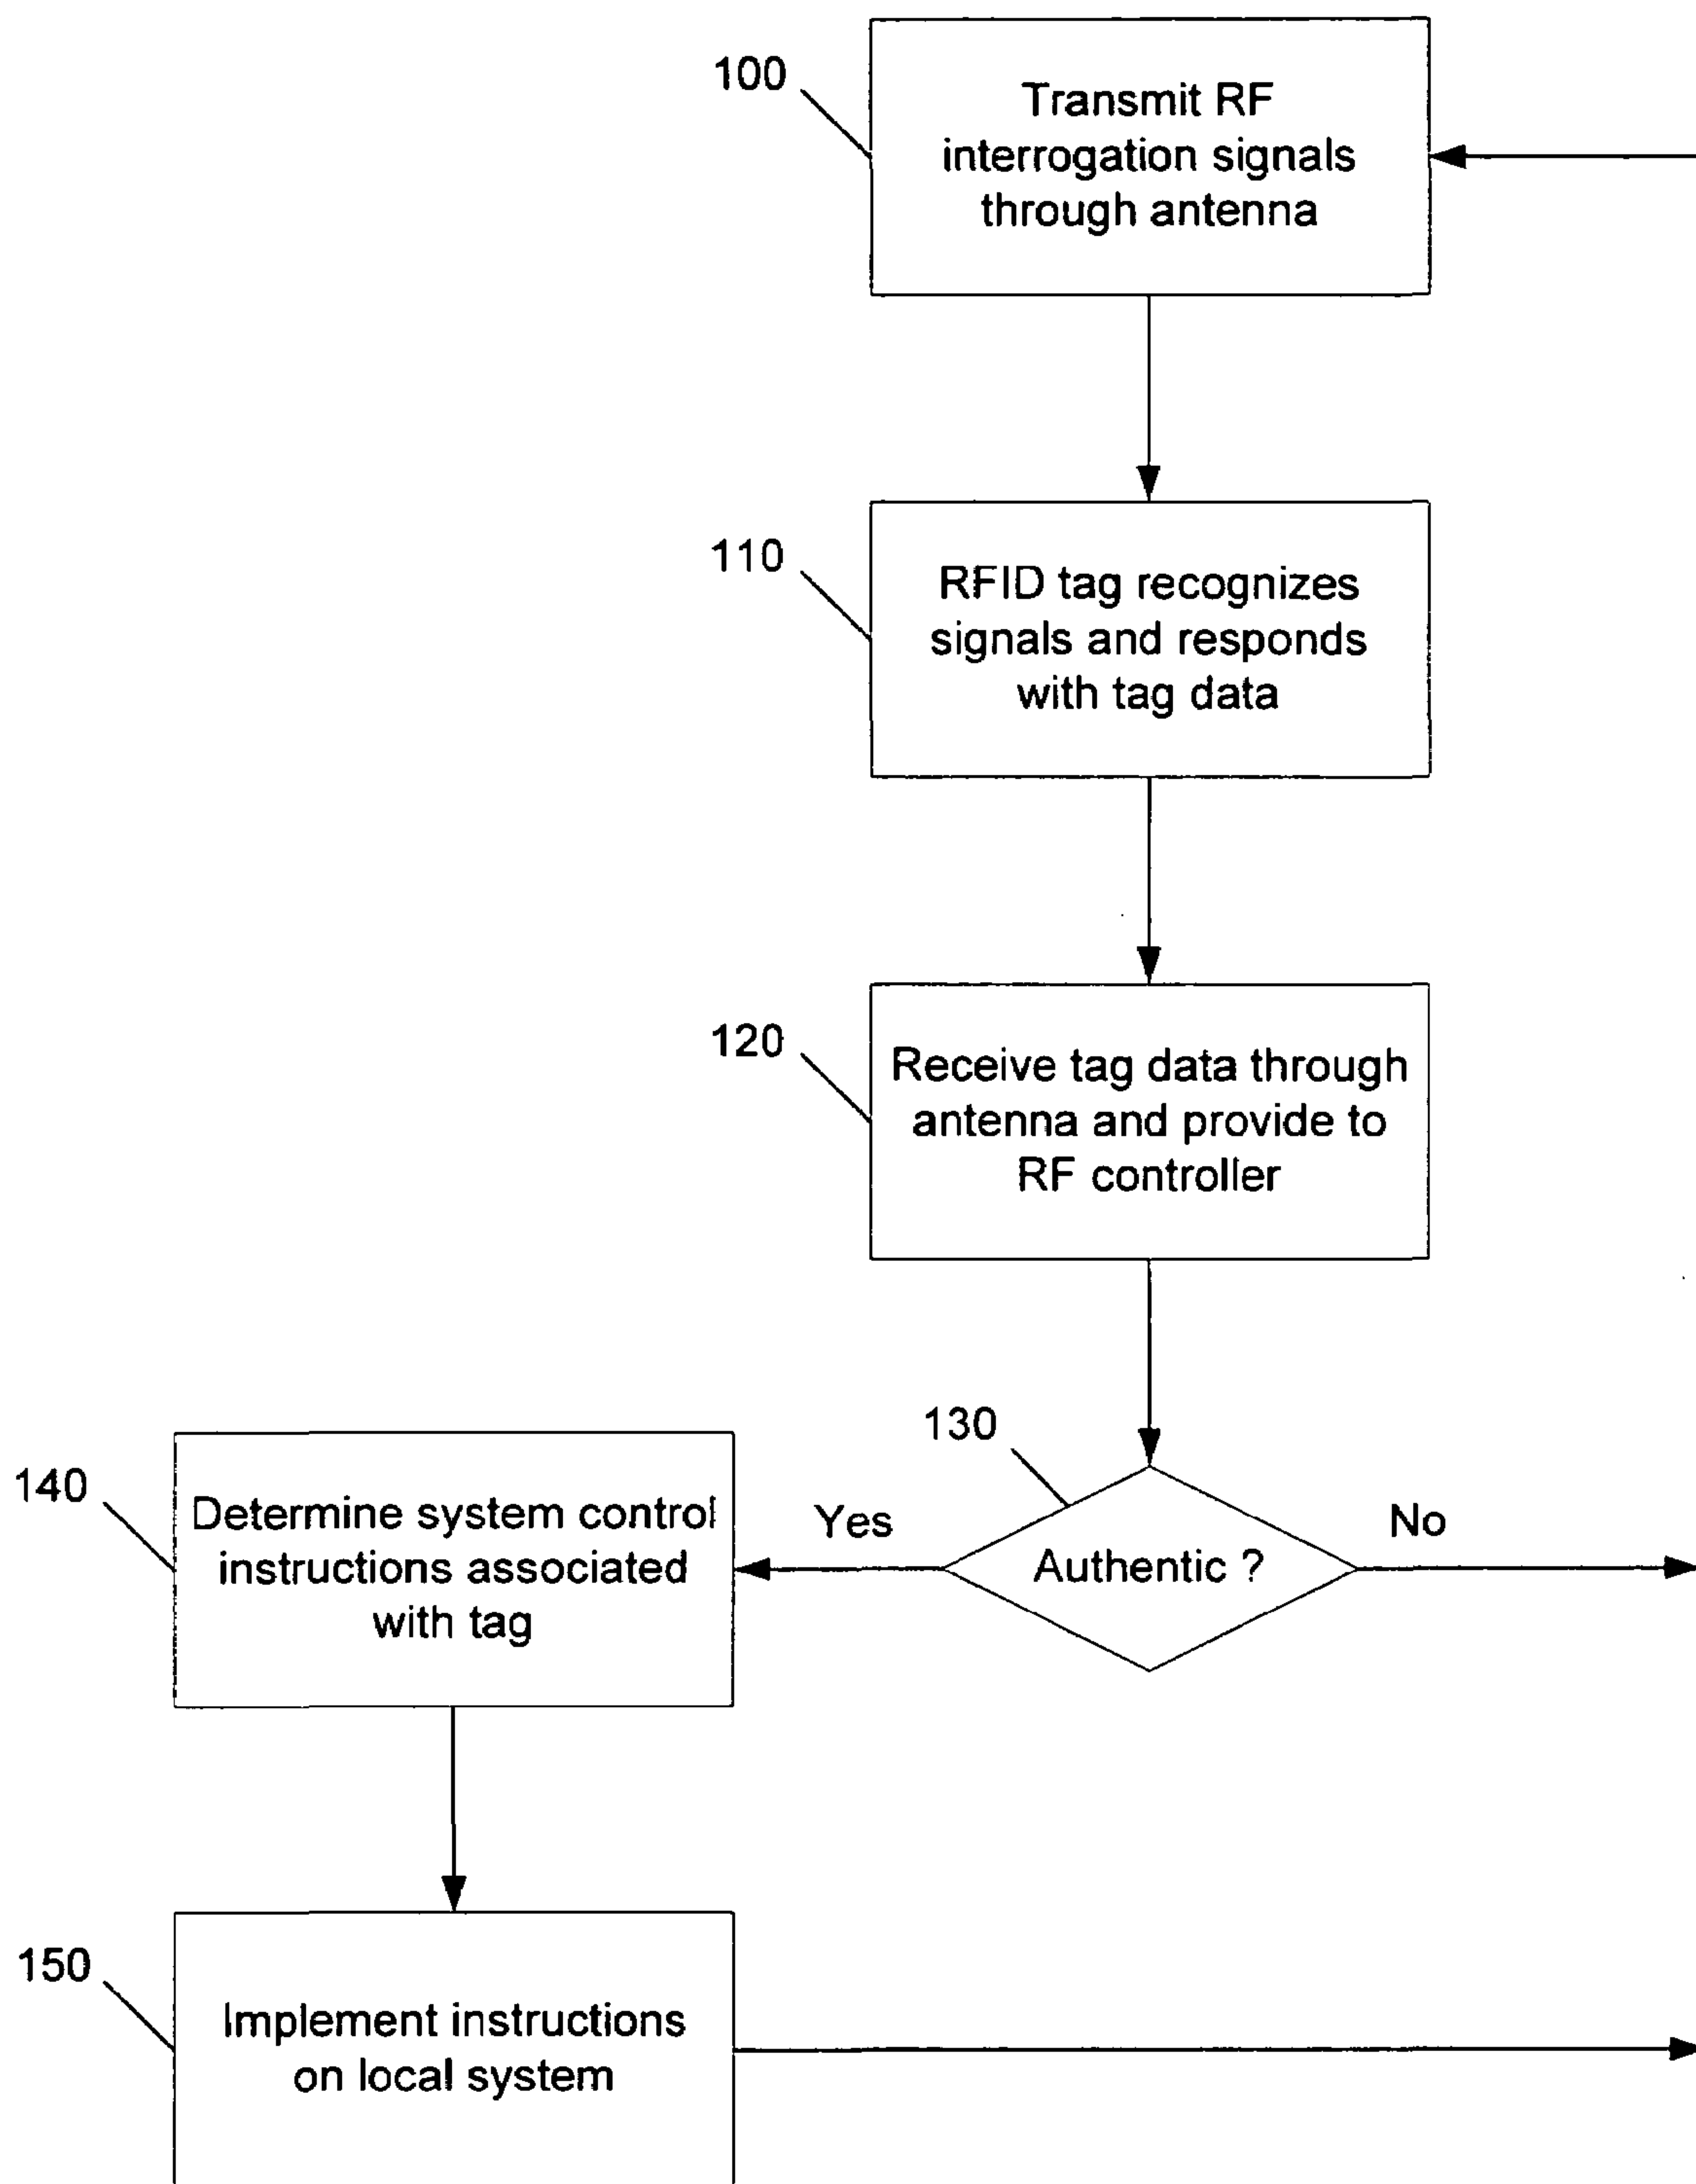 100
Transmit RF
interrogation signals
through antenna
110
RFID tag recognizes
signals and responds
with tag data
120
Receive tag data through
antenna and provide to
RF controller
130
Authentic ?
Yes
No
140
Determine system control
instructions associated
with tag
150
Implement instructions
on local system